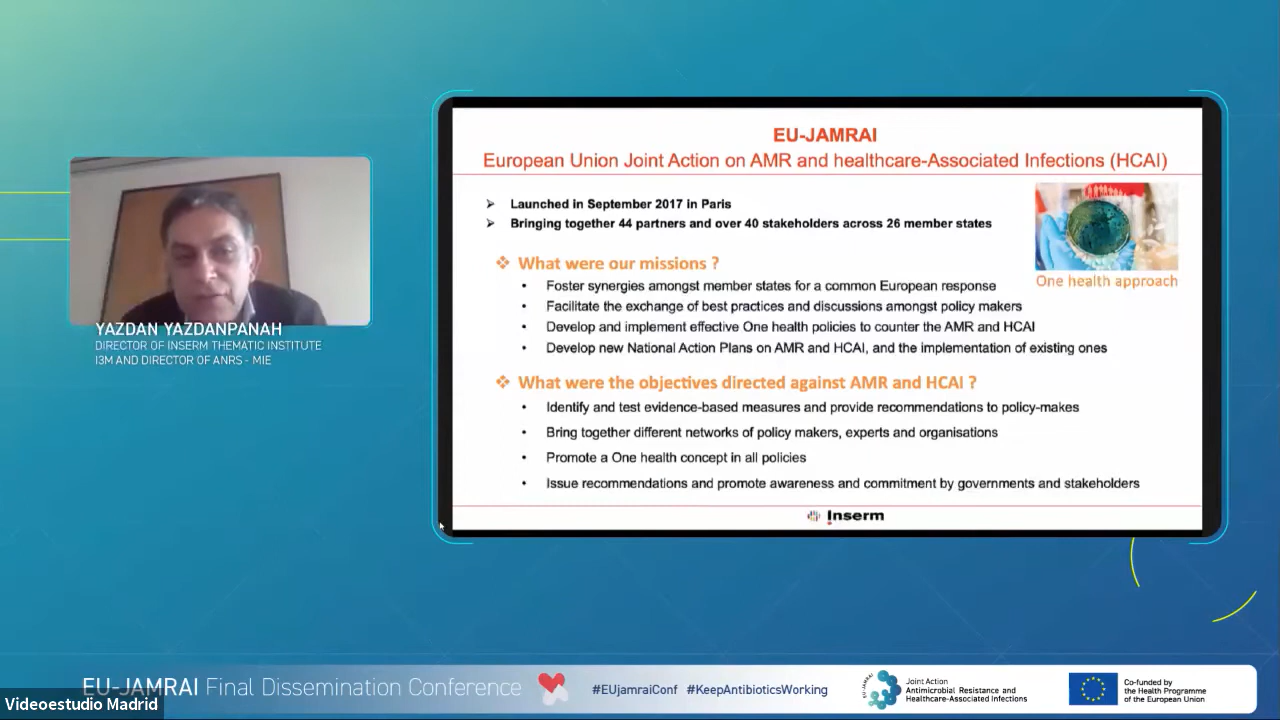 YAZDAN YAZDANPANAH
DIRECTOR OF INSERM THEMATIC INSTITUTE
I3M AND DIRECTOR OF ANRS - MIE
EU-JAMRAI
European Union Joint Action on AMR and healthcare-Associated Infections (HCAI)
➢ Launched in September 2017 in Paris
➢ Bringing together 44 partners and over 40 stakeholders across 26 member states
One health approach
❖ What were our missions ?
• Foster synergies amongst member states for a common European response
• Facilitate the exchange of best practices and discussions amongst policy makers
• Develop and implement effective One health policies to counter the AMR and HCAI
• Develop new National Action Plans on AMR and HCAI, and the implementation of existing ones
❖ What were the objectives directed against AMR and HCAI ?
• Identify and test evidence-based measures and provide recommendations to policy-makes
• Bring together different networks of policy makers, experts and organisations
• Promote a One health concept in all policies
• Issue recommendations and promote awareness and commitment by governments and stakeholders
Inserm
EU-JAMRAI Final Dissemination Conference
#EUjamraiConf #KeepAntibioticsWorking
EU-JAMRAI
Joint Action
Antimicrobial Resistance and
Healthcare-Associated Infections
Co-funded by
the Health Programme
of the European Union
Videoestudio Madrid